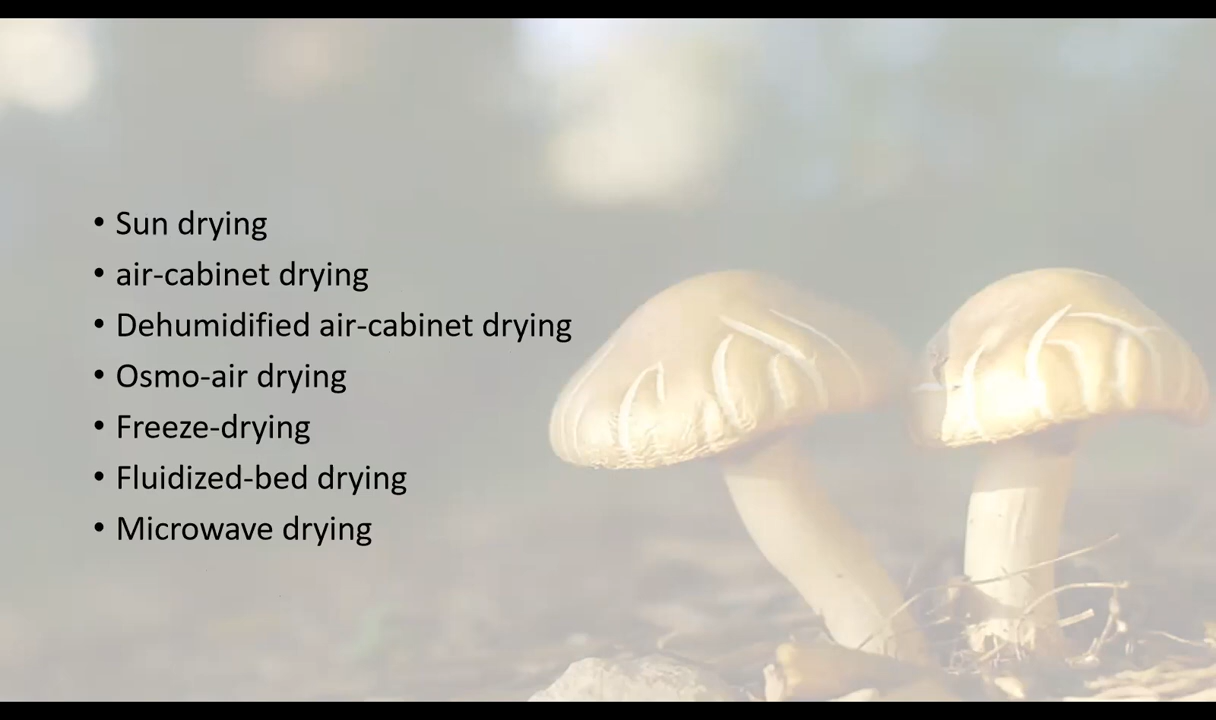 • Sun drying
• air-cabinet drying
• Dehumidified air-cabinet drying
• Osmo-air drying
• Freeze-drying
• Fluidized-bed drying
• Microwave drying